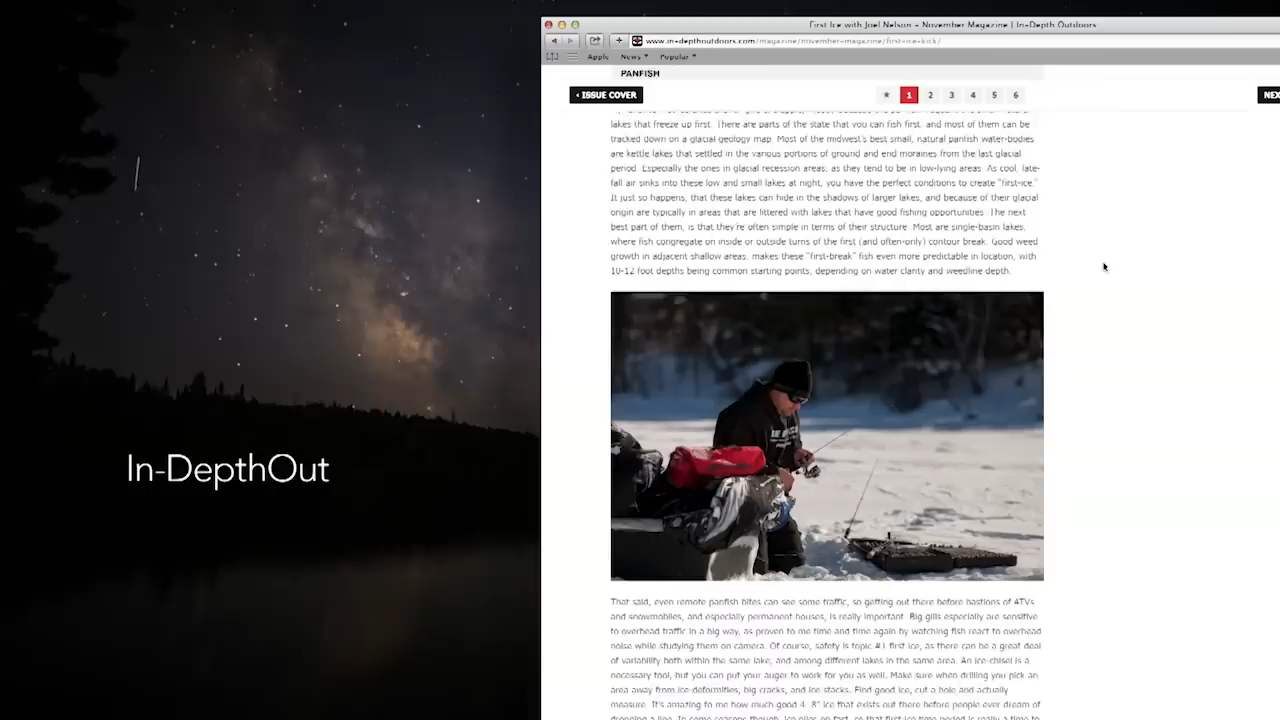 First Ice with Joel Nelson - November Magazine | In-Depth Outdoors
www.in-depthoutdoors.com/magazine/november-magazine/first-ice-kick/
Apple News Popular
PANFISH
‹ ISSUE COVER ★ 1 2 3 4 5 6 NEX
lakes that freeze up first. There are parts of the state that you can fish first, and most of them can be
tracked down on a glacial geology map. Most of the midwest's best small, natural panfish water-bodies
are kettle lakes that settled in the various portions of ground and end moraines from the last glacial
period. Especially the ones in glacial recession areas, as they tend to be in low-lying areas. As cool, late-
fall air sinks into these low and small lakes at night, you have the perfect conditions to create "first-ice."
It just so happens, that these lakes can hide in the shadows of larger lakes, and because of their glacial
origin are typically in areas that are littered with lakes that have good fishing opportunities. The next
best part of them, is that they're often simple in terms of their structure. Most are single-basin lakes,
where fish congregate on inside or outside turns of the first (and often-only) contour break. Good weed
growth in adjacent shallow areas, makes these "first-break" fish even more predictable in location, with
10-12 foot depths being common starting points, depending on water clarity and weedline depth.
In-DepthOut
That said, even remote panfish bites can see some traffic, so getting out there before bastions of ATVs
and snowmobiles, and especially permanent houses, is really important. Big gills especially are sensitive
to overhead traffic in a big way, as proven to me time and time again by watching fish react to overhead
noise while studying them on camera. Of course, safety is topic #1 first ice, as there can be a great deal
of variability both within the same lake, and among different lakes in the same area. An ice-chisel is a
necessary tool, but you can put your auger to work for you as well. Make sure when drilling you pick an
area away from ice-deformities, big cracks, and ice stacks. Find good ice, cut a hole and actually
measure. It's amazing to me how much good 4- 8" ice that exists out there before people ever dream of